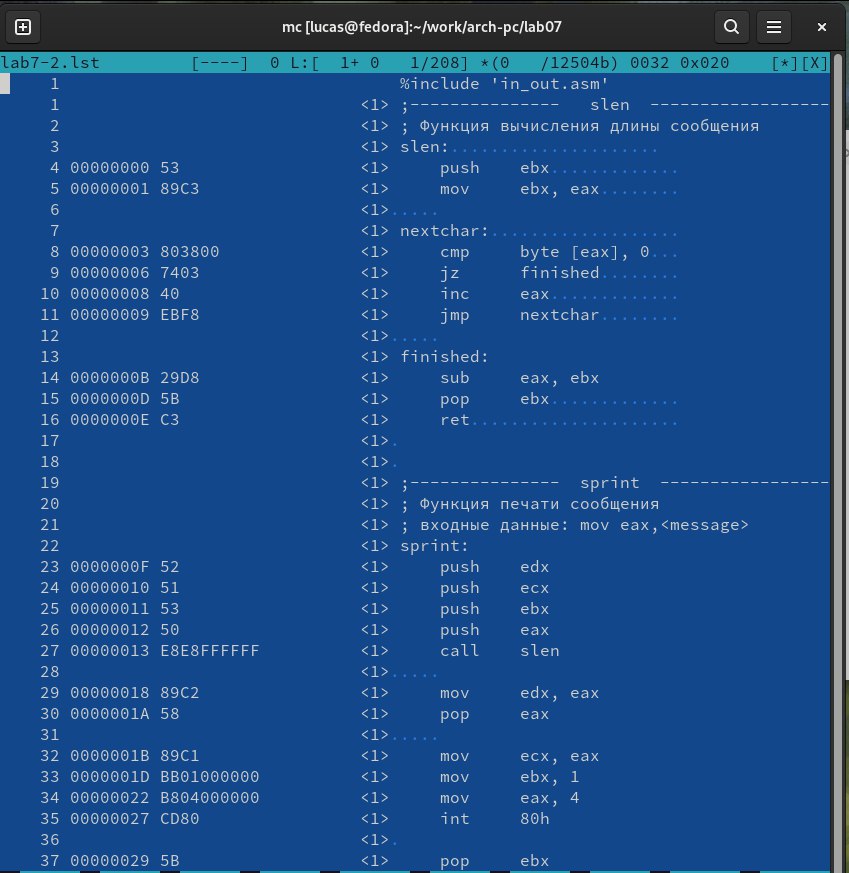 mc [lucas@fedora]:~/work/arch-pc/lab07
lab7-2.lst [----] 0 L:[ 1+ 0 1/208] *(0 /12504b) 0032 0x020 [*][X]
1 %include 'in_out.asm'
1 <1> ;--------------- slen ------------------
2 <1> ; Функция вычисления длины сообщения
3 <1> slen:.....................
4 00000000 53 <1> push ebx.............
5 00000001 89C3 <1> mov ebx, eax........
6 <1>.....
7 <1> nextchar:...................
8 00000003 803800 <1> cmp byte [eax], 0...
9 00000006 7403 <1> jz finished........
10 00000008 40 <1> inc eax.............
11 00000009 EBF8 <1> jmp nextchar........
12 <1>.....
13 <1> finished:
14 0000000B 29D8 <1> sub eax, ebx
15 0000000D 5B <1> pop ebx.............
16 0000000E C3 <1> ret.....................
17 <1>.
18 <1>.
19 <1> ;--------------- sprint -----------------
20 <1> ; Функция печати сообщения
21 <1> ; входные данные: mov eax,<message>
22 <1> sprint:
23 0000000F 52 <1> push edx
24 00000010 51 <1> push ecx
25 00000011 53 <1> push ebx
26 00000012 50 <1> push eax
27 00000013 E8E8FFFFFF <1> call slen
28 <1>.....
29 00000018 89C2 <1> mov edx, eax
30 0000001A 58 <1> pop eax
31 <1>.....
32 0000001B 89C1 <1> mov ecx, eax
33 0000001D BB01000000 <1> mov ebx, 1
34 00000022 B804000000 <1> mov eax, 4
35 00000027 CD80 <1> int 80h
36 <1>.
37 00000029 5B <1> pop ebx